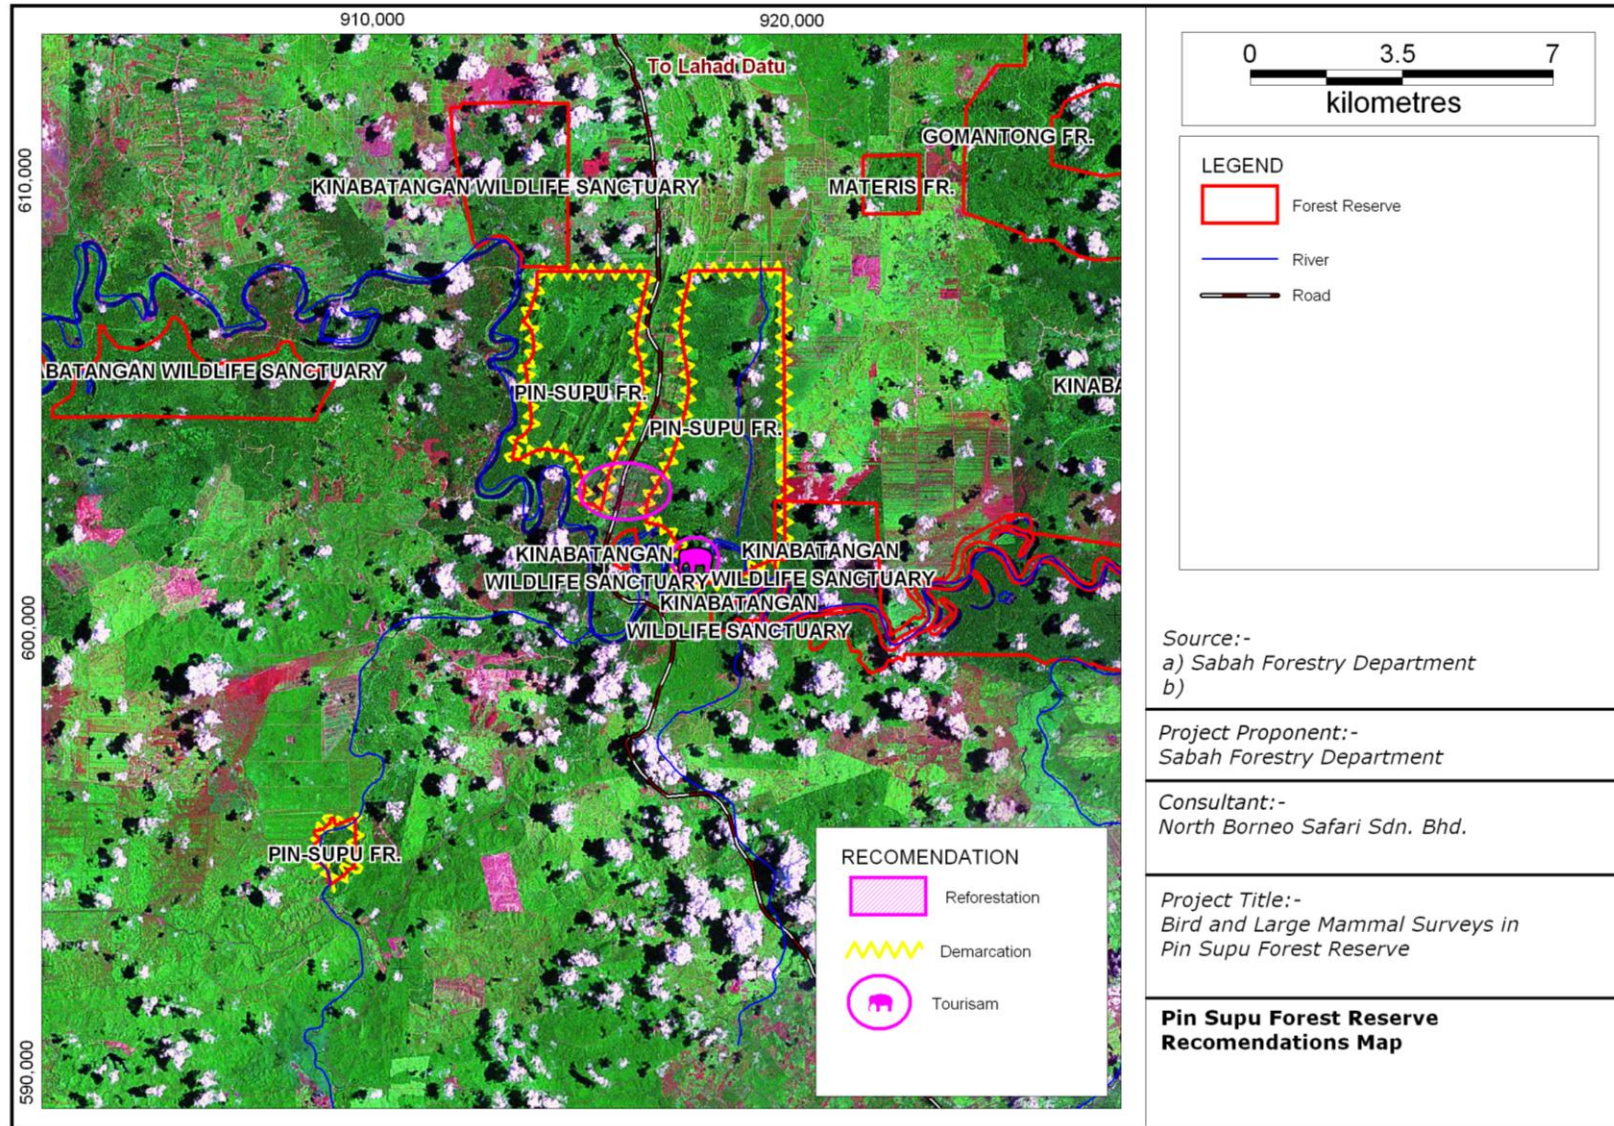 910,000
920,000
610,000
600,000
590,000
To Lahad Datu
GOMANTONG FR.
KINABATANGAN WILDLIFE SANCTUARY
MATERIS FR.
ABATANGAN WILDLIFE SANCTUARY
PIN-SUPU FR.
KINABA
PIN-SUPU FR.
KINABATANGAN
WILDLIFE SANCTUARY
KINABATANGAN
WILDLIFE SANCTUARY
KINABATANGAN
WILDLIFE SANCTUARY
PIN-SUPU FR.
RECOMENDATION
Reforestation
Demarcation
Tourisam
0 3.5 7
kilometres
LEGEND
Forest Reserve
River
Road
Source:-
a) Sabah Forestry Department
b)
Project Proponent:-
Sabah Forestry Department
Consultant:-
North Borneo Safari Sdn. Bhd.
Project Title:-
Bird and Large Mammal Surveys in
Pin Supu Forest Reserve
Pin Supu Forest Reserve
Recomendations Map